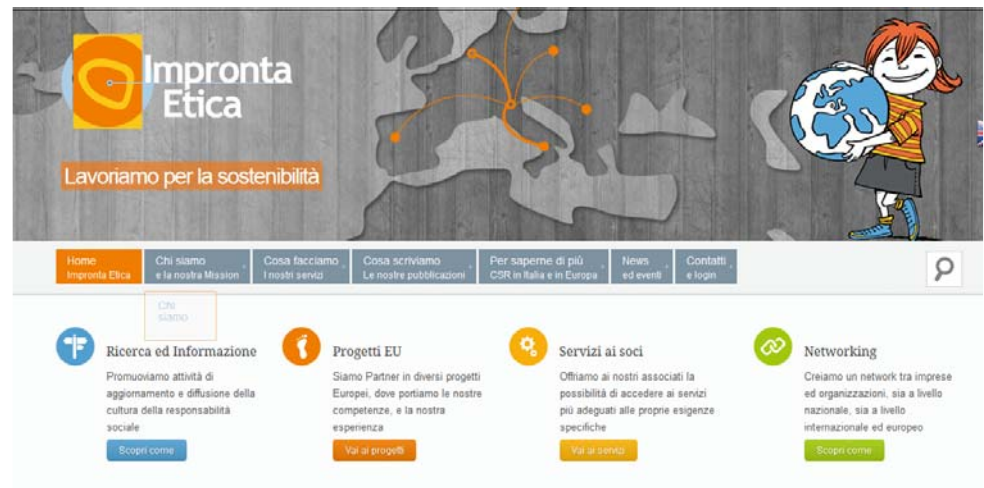 Impronta
Etica
Lavoriamo per la sostenibilità
Home
Impronta Etica
Chi siamo
e la nostra Mission
Cosa facciamo
I nostri servizi
Cosa scriviamo
Le nostre pubblicazioni
Per saperne di più
CSR in Italia e in Europa
News
ed eventi
Contatti
e login
Chi
siamo
Ricerca ed Informazione
Promuoviamo attività di
aggiornamento e diffusione della
cultura della responsabilità
sociale
Scopri come
Progetti EU
Siamo Partner in diversi progetti
Europei, dove portiamo le nostre
competenze, e la nostra
esperienza
Vai ai progetti
Servizi ai soci
Offriamo ai nostri associati la
possibilità di accedere ai servizi
più adeguati alle proprie esigenze
specifiche
Vai ai servizi
Networking
Creiamo un network tra imprese
ed organizzazioni, sia a livello
nazionale, sia a livello
internazionale ed europeo
Scopri come